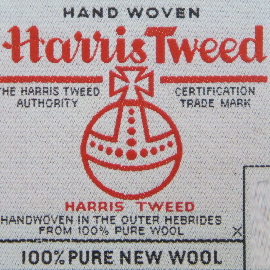 HAND WOVEN
Harris Tweed
THE HARRIS TWEED AUTHORITY
CERTIFICATION TRADE MARK
HARRIS TWEED
HANDWOVEN IN THE OUTER HEBRIDES
FROM 100% PURE WOOL
X
100% PURE NEW WOOL